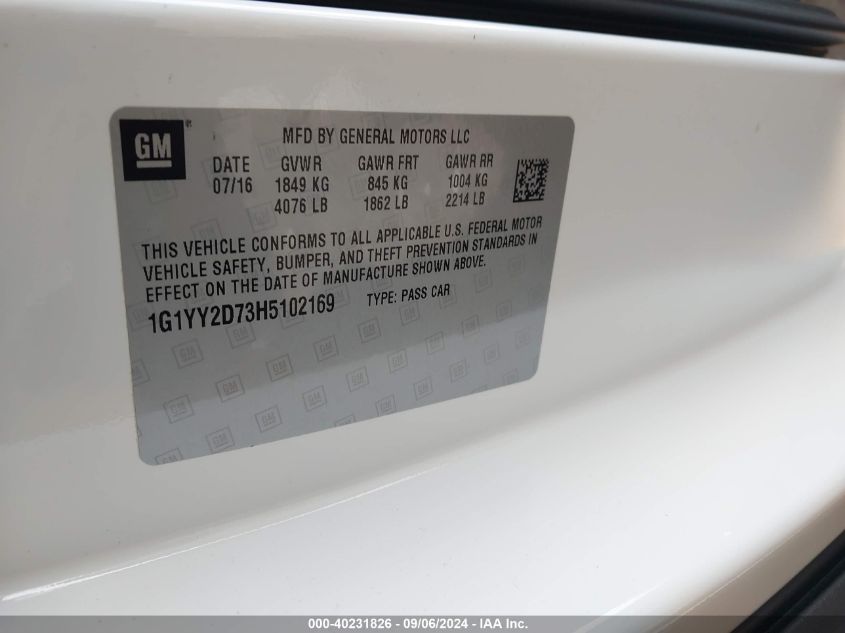 GM
MFD BY GENERAL MOTORS LLC
DATE GVWR GAWR FRT GAWR RR
07/16 1849 KG 845 KG 1004 KG
4076 LB 1862 LB 2214 LB
THIS VEHICLE CONFORMS TO ALL APPLICABLE U.S. FEDERAL MOTOR
VEHICLE SAFETY, BUMPER, AND THEFT PREVENTION STANDARDS IN
EFFECT ON THE DATE OF MANUFACTURE SHOWN ABOVE.
1G1YY2D73H5102169 TYPE: PASS CAR
000-40231826 - 09/06/2024 - IAA Inc.